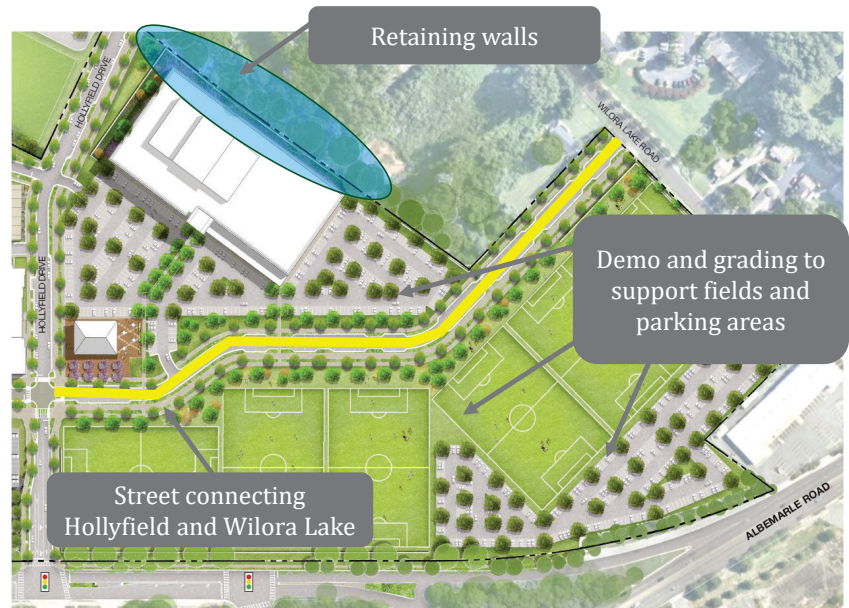 Retaining walls
HOLLYFIELD DRIVE
WILORA LAKE ROAD
HOLLYFIELD DRIVE
Demo and grading to
support fields and
parking areas
Street connecting
Hollyfield and Wilora Lake
ALBEMARLE ROAD